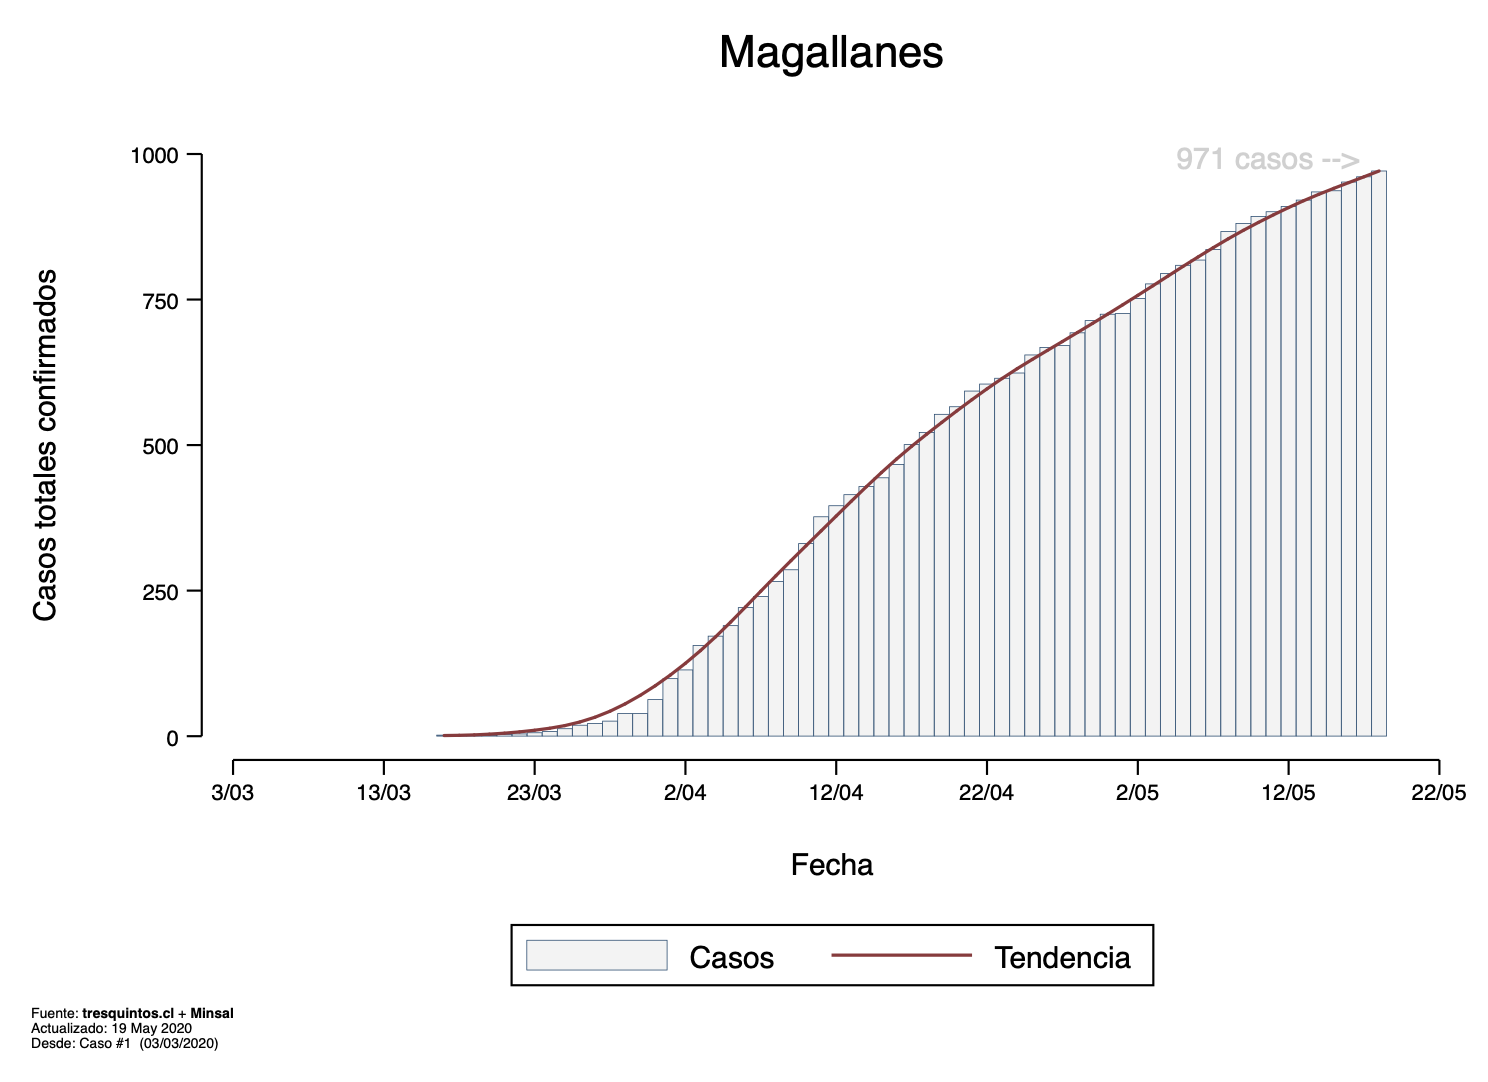 Magallanes
971 casos -->
Casos totales confirmados
1000
750
500
250
0
3/03 13/03 23/03 2/04 12/04 22/04 2/05 12/05 22/05
Fecha
Casos Tendencia
Fuente: tresquintos.cl + Minsal
Actualizado: 19 May 2020
Desde: Caso #1 (03/03/2020)